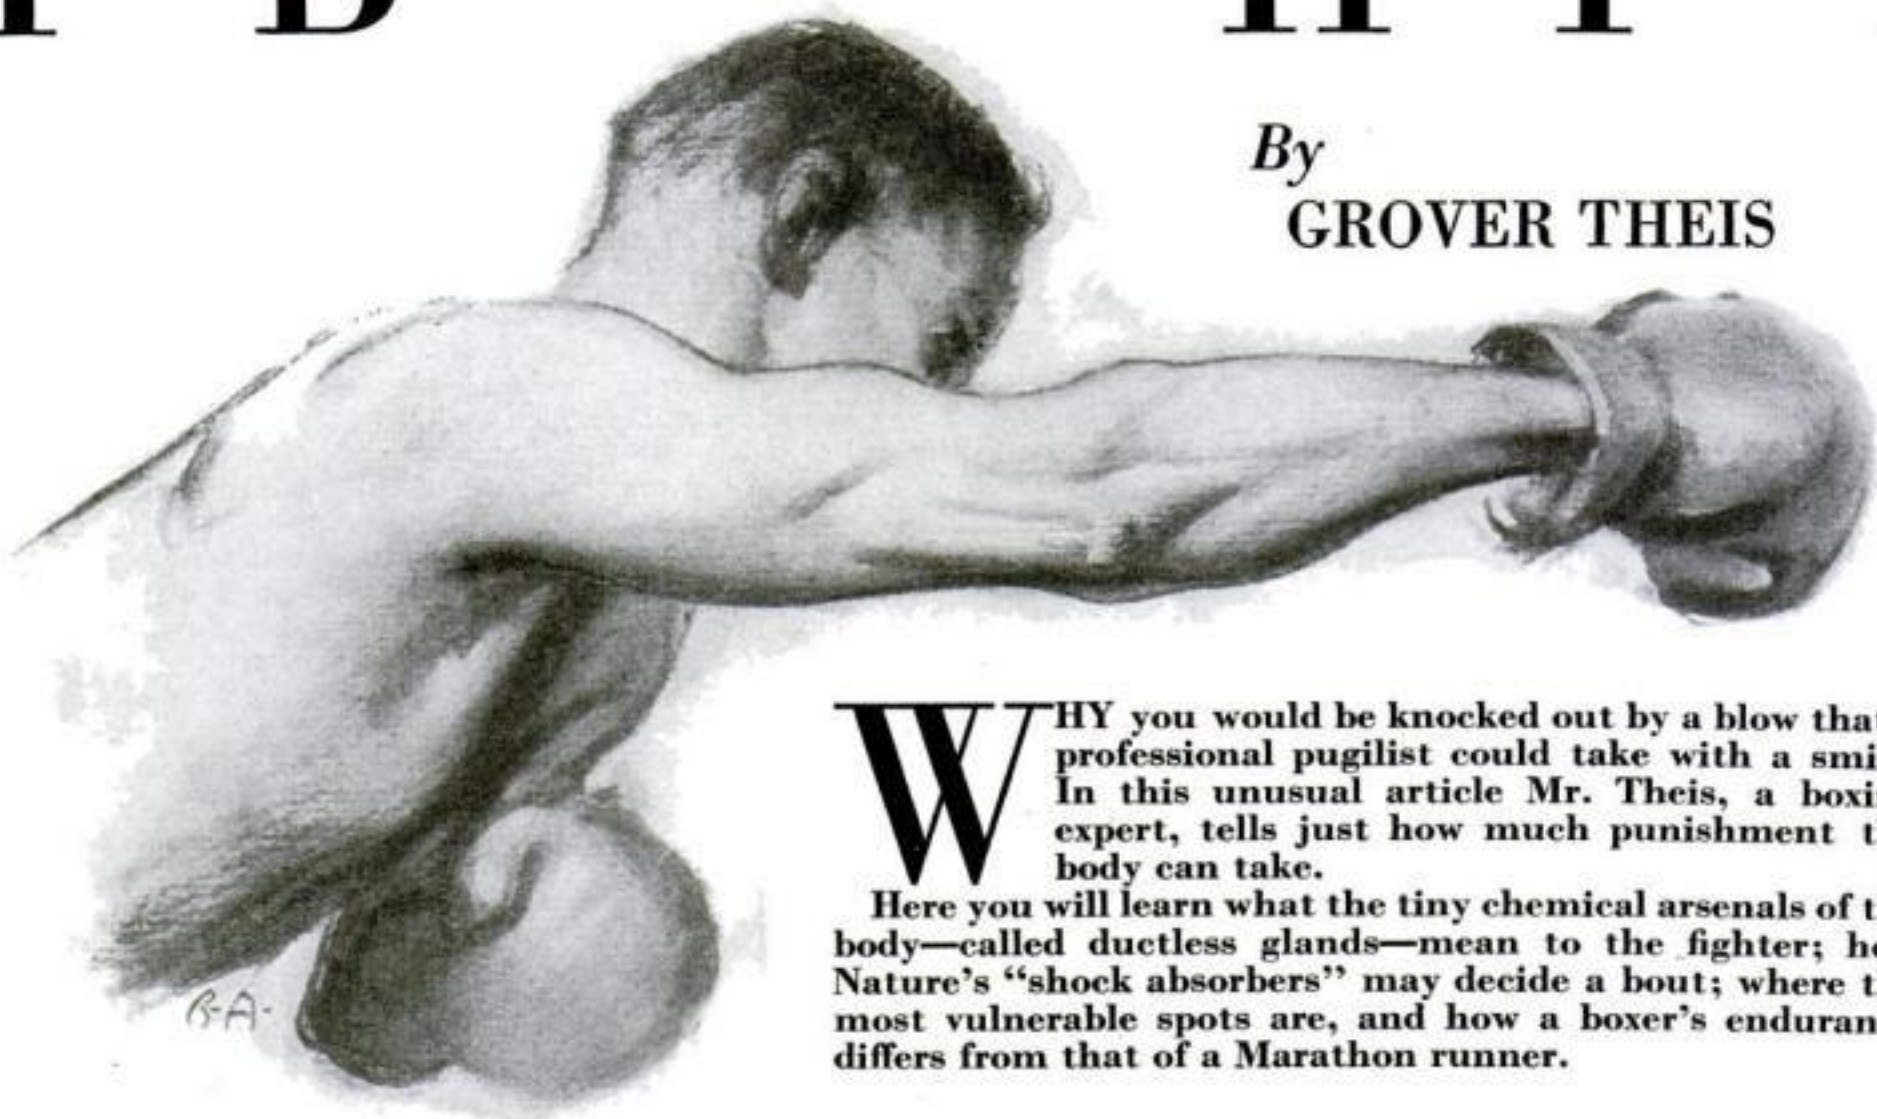 By
GROVER THEIS
WHY you would be knocked out by a blow that
professional pugilist could take with a
In this unusual article Mr. Theis, a
expert, tells just how much punishment
body can take.
Here you will learn what the tiny chemical arsenals of
body—called ductless glands—mean to the fighter;
Nature's “shock absorbers” may decide a bout; where
most vulnerable spots are, and how a boxer's
differs from that of a Marathon runner.
R-A-